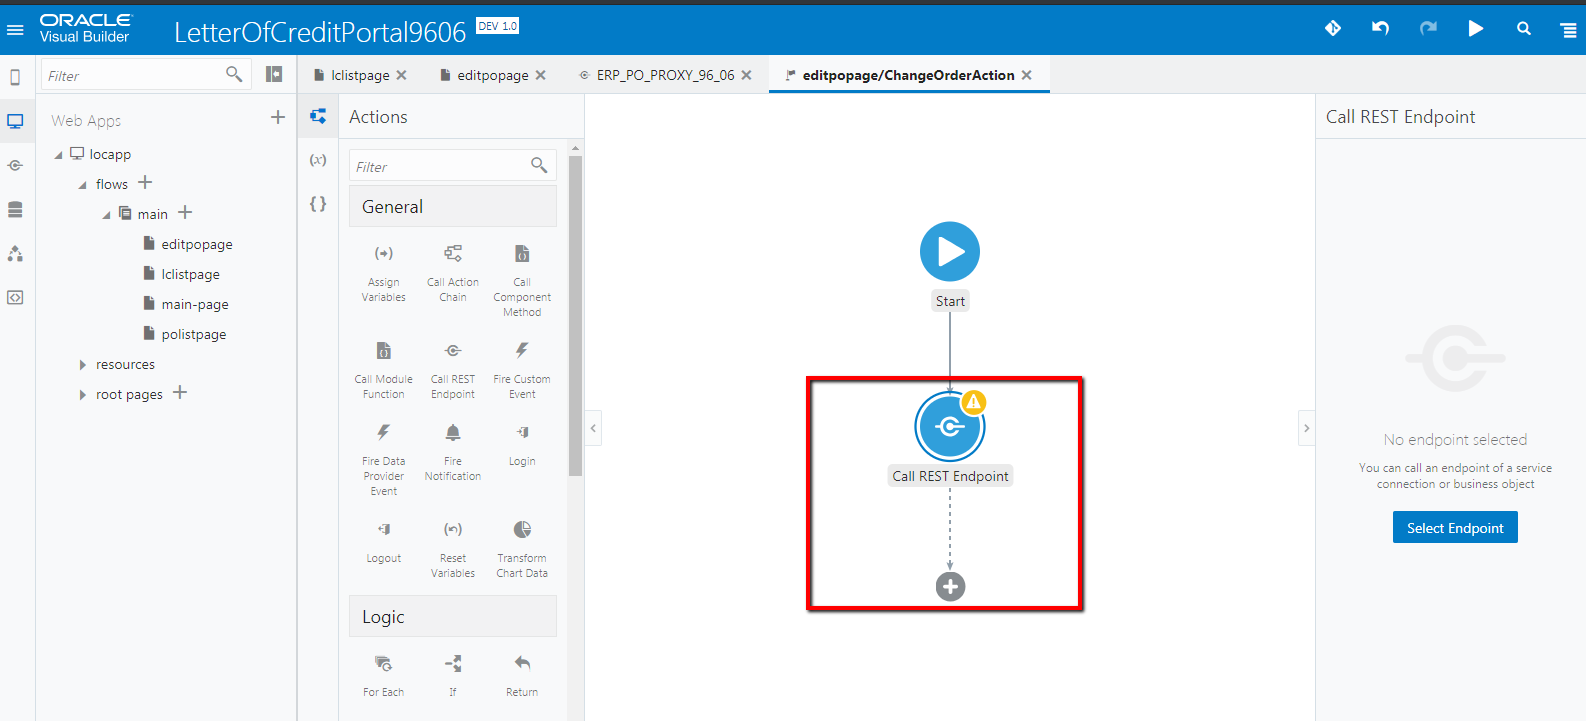 ORACLE
Visual Builder
LetterOfCreditPortal9606
DEV 1.0
Filter
lclistpage
editpopage
ERP_PO_PROXY_96_06
editpopage/ChangeOrderAction
Web Apps
locapp
flows
main
editpopage
lclistpage
main-page
polistpage
resources
root pages
(x)
{ }
Actions
Filter
General
Assign
Variables
Call Action
Chain
Call
Component
Method
Call Module
Function
Call REST
Endpoint
Fire Custom
Event
Fire Data
Provider
Event
Fire
Notification
Login
Logout
Reset
Variables
Transform
Chart Data
Logic
For Each
If
Return
Start
Call REST Endpoint
Call REST Endpoint
No endpoint selected
You can call an endpoint of a service
connection or business object
Select Endpoint